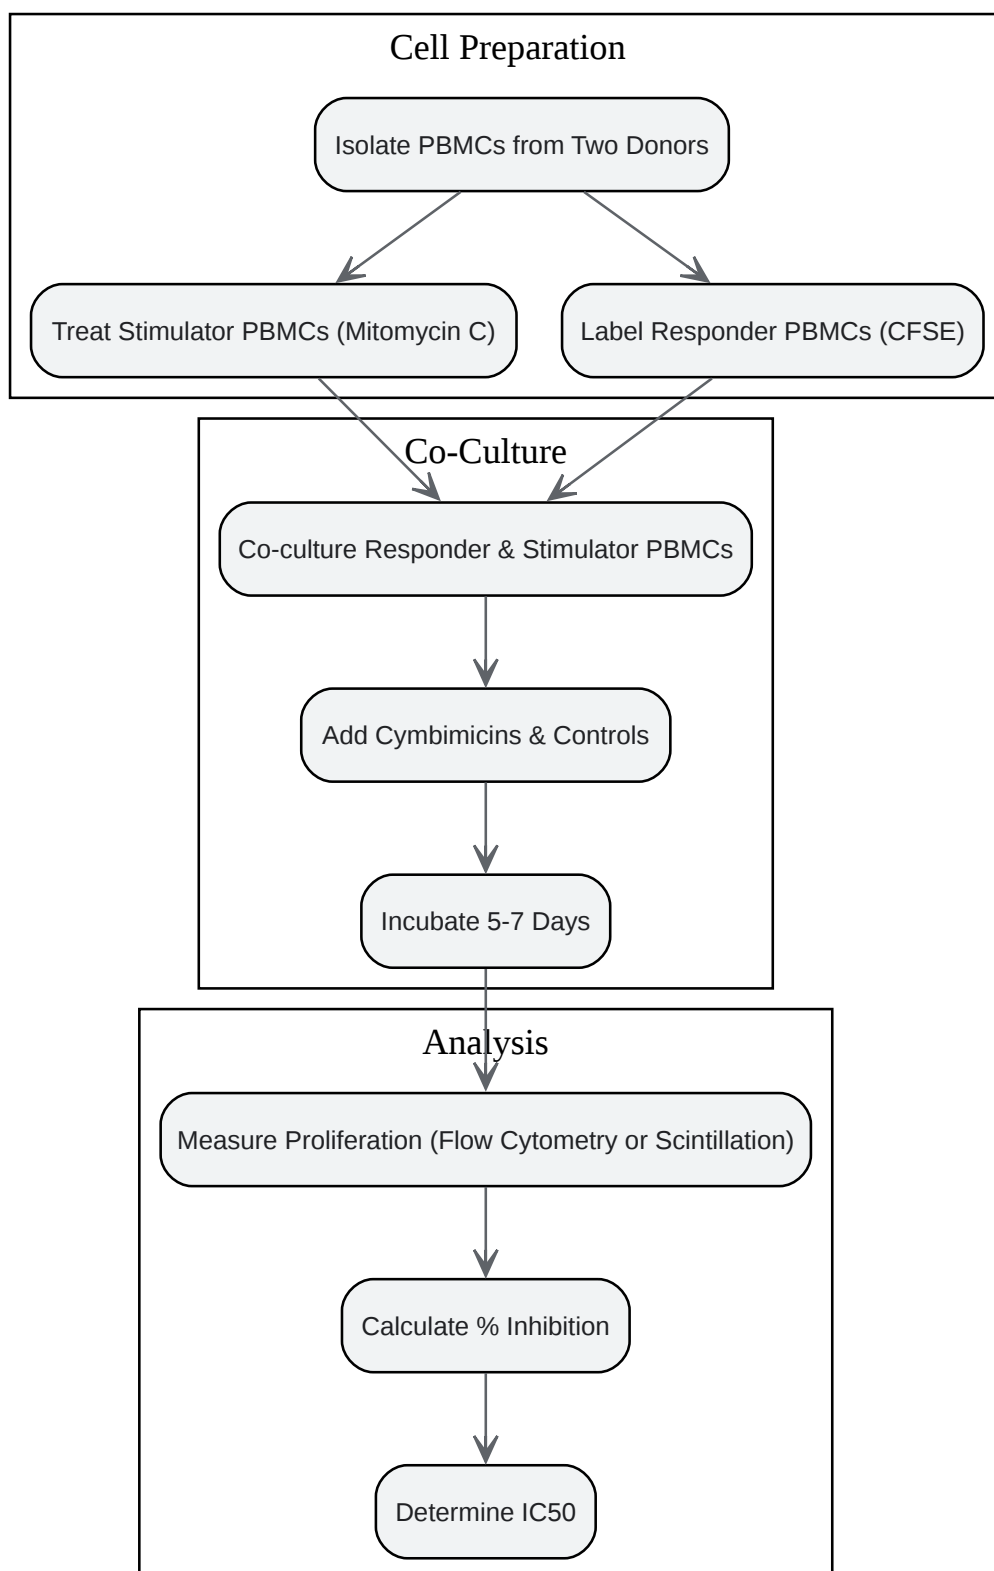 Cell Preparation
Isolate PBMCs from Two Donors
Treat Stimulator PBMCs (Mitomycin C)
Label Responder PBMCs (CFSE)
Co-Culture
Co-culture Responder & Stimulator PBMCs
Add Cymbimicins & Controls
Incubate 5-7 Days
Analysis
Measure Proliferation (Flow Cytometry or Scintillation)
Calculate % Inhibition
Determine IC50